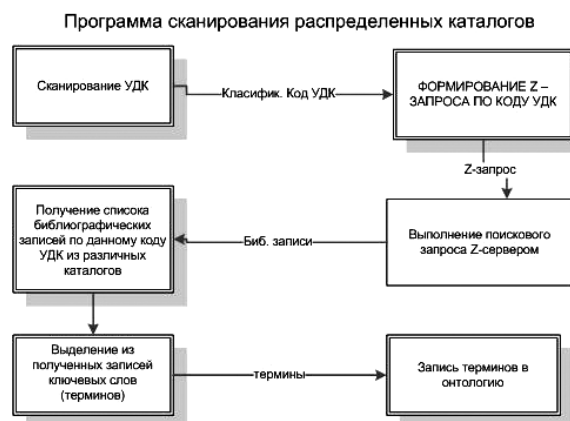 Программа сканирования распределенных каталогов
Сканирование УДК
Класифик. Код УДК
ФОРМИРОВАНИЕ Z –
ЗАПРОСА ПО КОДУ УДК
Z-запрос
Выполнение поискового
запроса Z-сервером
Биб. записи
Получение списока
библиографических
записей по данному коду
УДК из различных
каталогов
Выделение из
полученных записей
ключевых слов
(терминов)
термины
Запись терминов в
онтологию